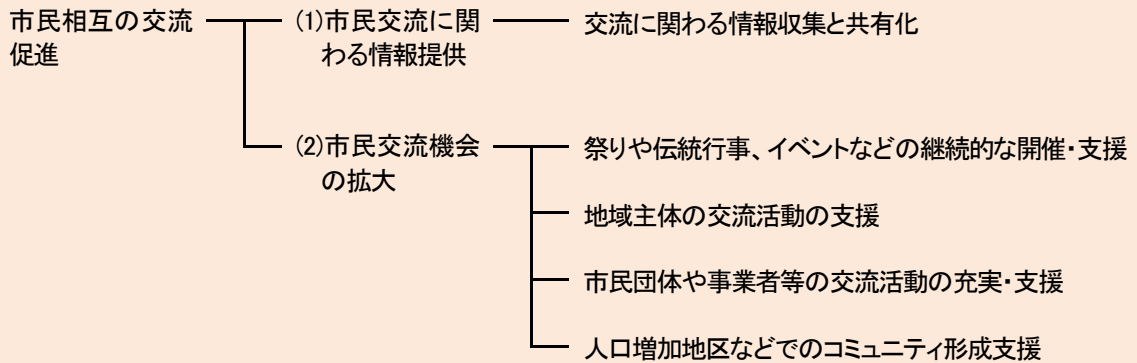 市民相互の交流
促進
(1)市民交流に関
わる情報提供
交流に関わる情報収集と共有化
(2)市民交流機会
の拡大
祭りや伝統行事、イベントなどの継続的な開催・支援
地域主体の交流活動の支援
市民団体や事業者等の交流活動の充実・支援
人口増加地区などでのコミュニティ形成支援